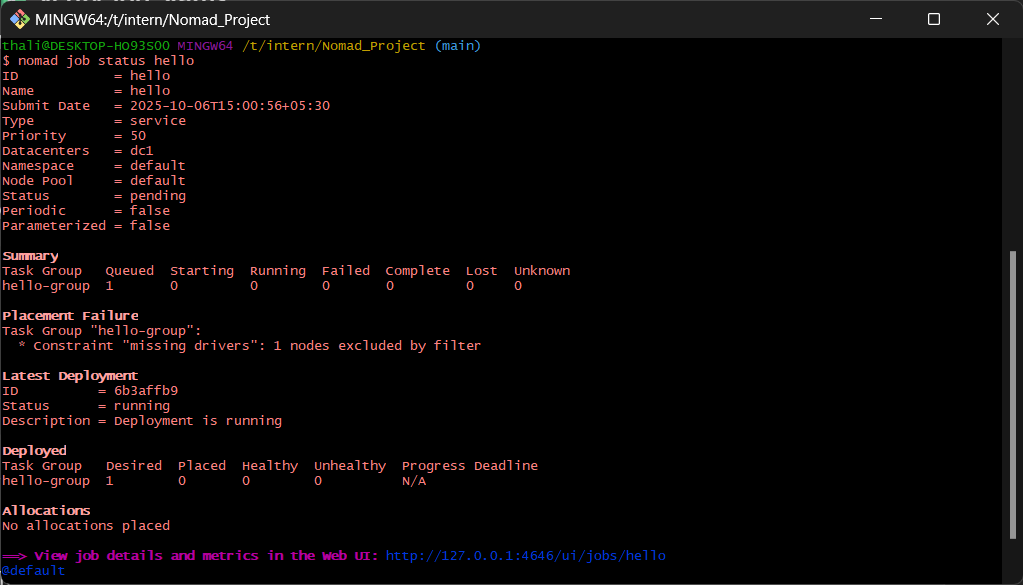 MINGW64:/t/intern/Nomad_Project
thali@DESKTOP-HO93SOO MINGW64 /t/intern/Nomad_Project (main)
$ nomad job status hello
ID            = hello
Name          = hello
Submit Date   = 2025-10-06T15:00:56+05:30
Type          = service
Priority      = 50
Datacenters   = dc1
Namespace     = default
Node Pool     = default
Status        = pending
Periodic      = false
Parameterized = false
Summary
Task Group   Queued  Starting  Running  Failed  Complete  Lost  Unknown
hello-group  1       0         0        0       0         0     0
Placement Failure
Task Group "hello-group":
  * Constraint "missing drivers": 1 nodes excluded by filter
Latest Deployment
ID          = 6b3affb9
Status      = running
Description = Deployment is running
Deployed
Task Group   Desired  Placed  Healthy  Unhealthy  Progress Deadline
hello-group  1        0       0        0          N/A
Allocations
No allocations placed
==> View job details and metrics in the Web UI: http://127.0.0.1:4646/ui/jobs/hello
@default